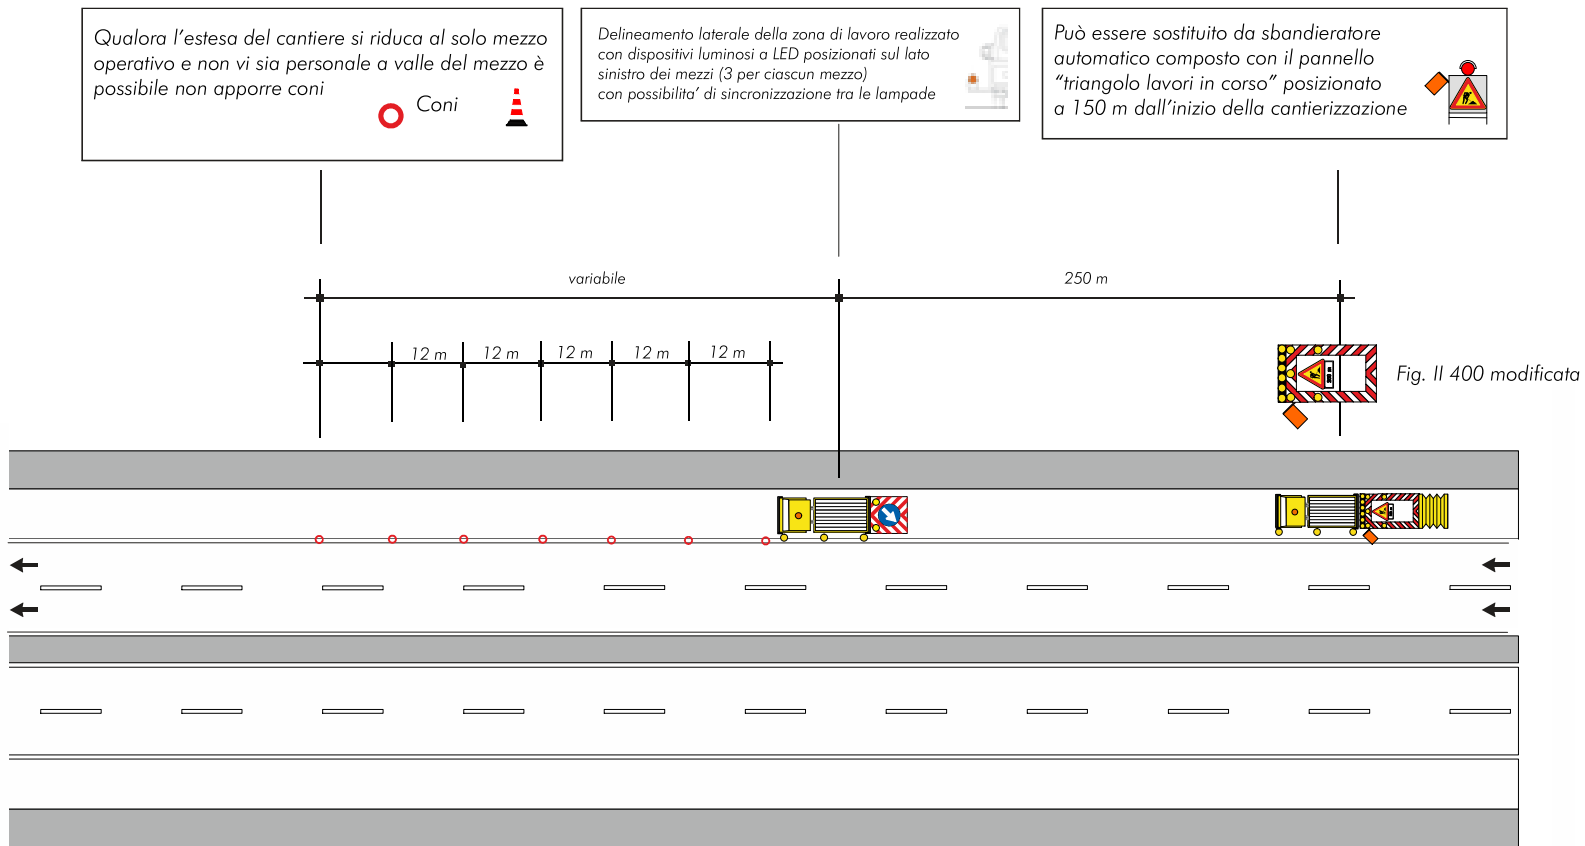 Qualora l'estesa del cantiere si riduca al solo mezzo
operativo e non vi sia personale a valle del mezzo è
possibile non apporre coni
Coni
Delineamento laterale della zona di lavoro realizzato
con dispositivi luminosi a LED posizionati sul lato
sinistro dei mezzi (3 per ciascun mezzo)
con possibilita' di sincronizzazione tra le lampade
Può essere sostituito da sbandieratore
automatico composto con il pannello
"triangolo lavori in corso" posizionato
a 150 m dall'inizio della cantierizzazione
variabile
250 m
12 m
12 m
12 m
12 m
12 m
Fig. II 400 modificata